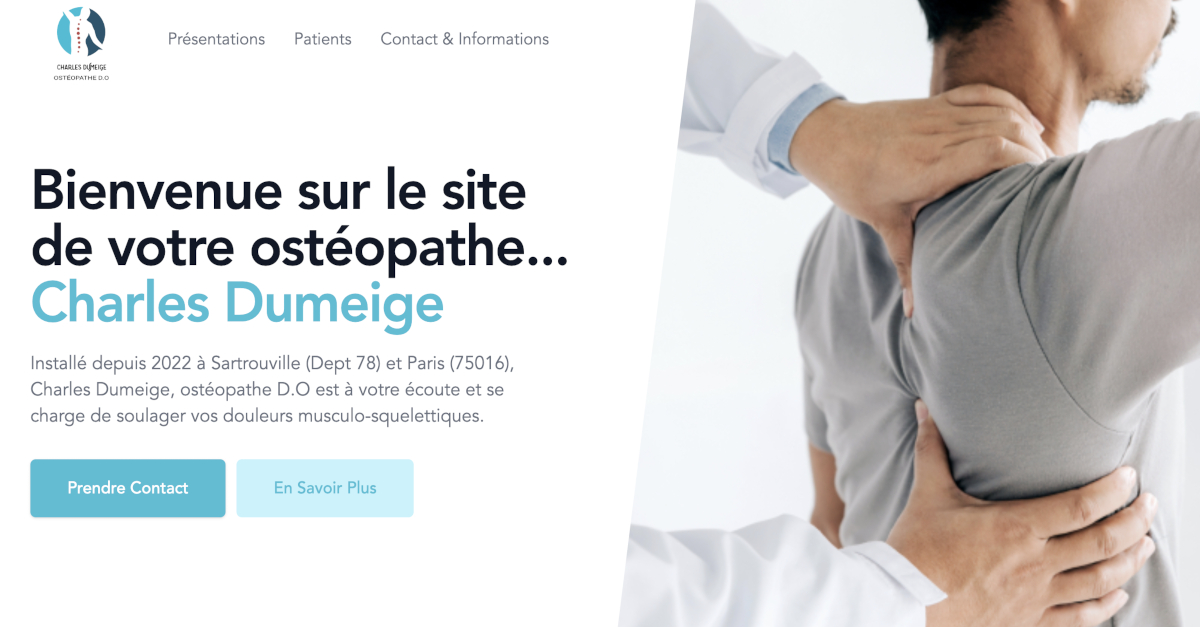 CHARLES DUMEIGE
OSTÉOPATHE D.O
Présentations Patients Contact & Informations
Bienvenue sur le site
de votre ostéopathe...
Charles Dumeige
Installé depuis 2022 à Sartrouville (Dept 78) et Paris (75016),
Charles Dumeige, ostéopathe D.O est à votre écoute et se
charge de soulager vos douleurs musculo-squelettiques.
Prendre Contact En Savoir Plus